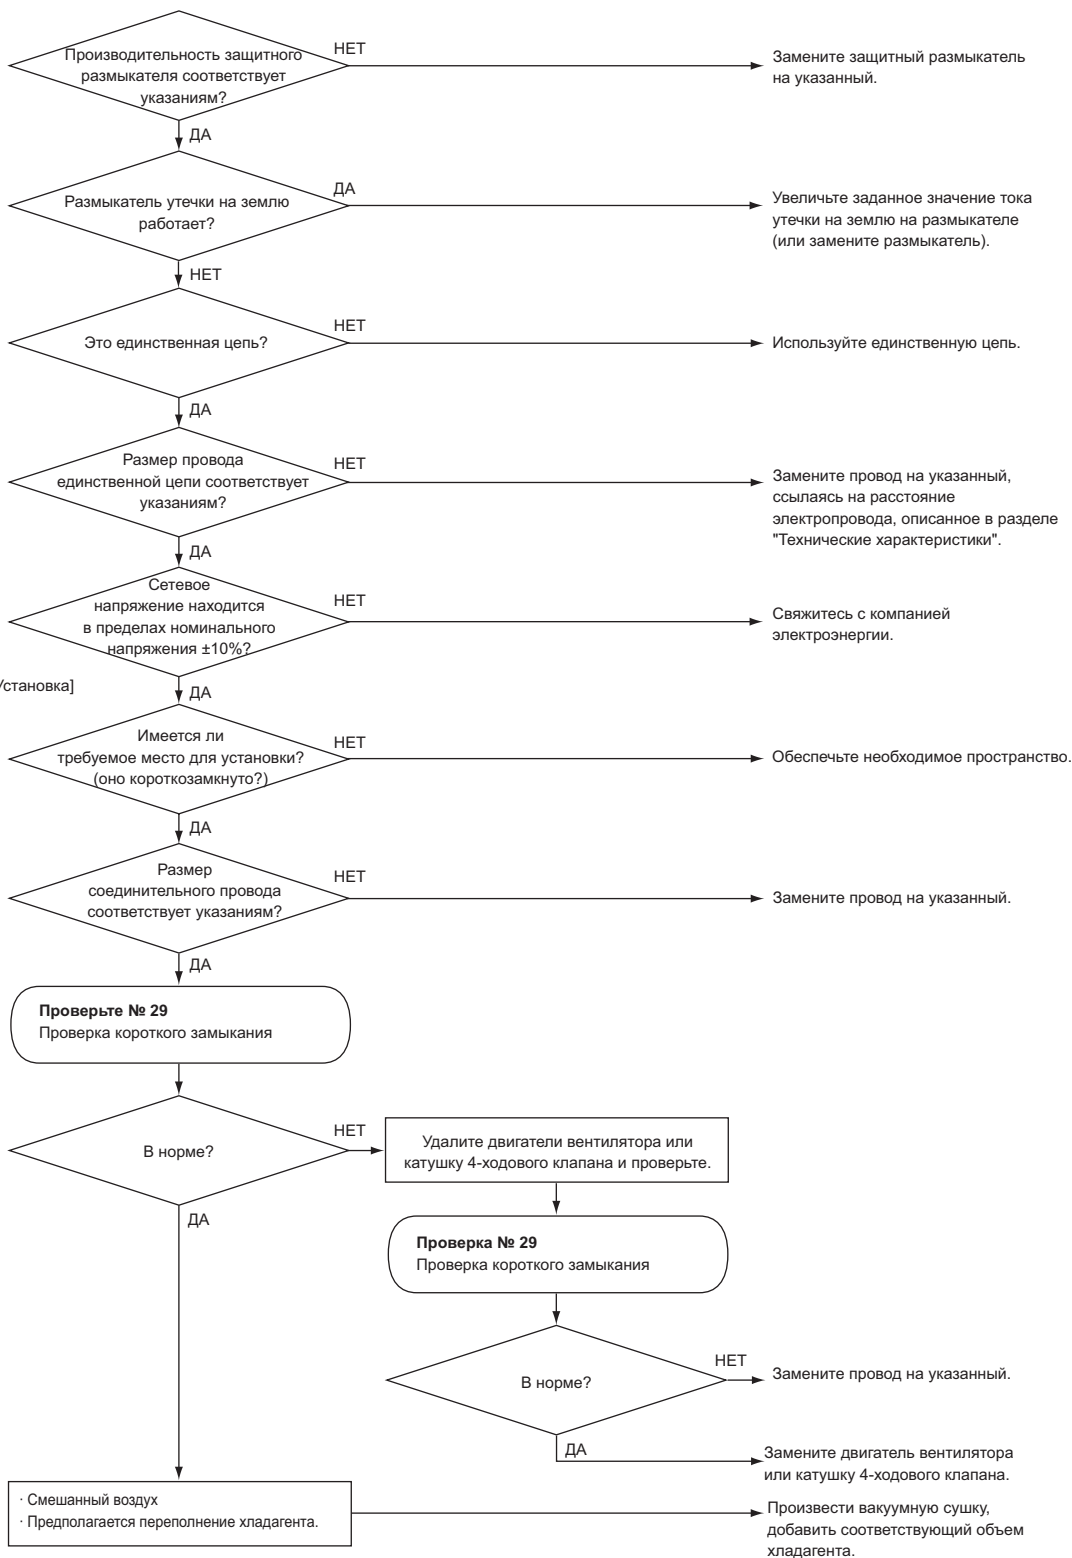 Производительность защитного
размыкателя соответствует
указаниям?
НЕТ
Замените защитный размыкатель
на указанный.
ДА
Размыкатель утечки на землю
работает?
ДА
Увеличьте заданное значение тока
утечки на землю на размыкателе
(или замените размыкатель).
НЕТ
Это единственная цепь?
НЕТ
Используйте единственную цепь.
ДА
Размер провода
единственной цепи соответствует
указаниям?
НЕТ
Замените провод на указанный,
ссылаясь на расстояние
электропровода, описанное в разделе
"Технические характеристики".
ДА
Сетевое
напряжение находится
в пределах номинального
напряжения ±10%?
НЕТ
Свяжитесь с компанией
электроэнергии.
Установка]
ДА
Имеется ли
требуемое место для установки?
(оно короткозамкнуто?)
НЕТ
Обеспечьте необходимое пространство.
ДА
Размер
соединительного провода
соответствует указаниям?
НЕТ
Замените провод на указанный.
ДА
Проверьте № 29
Проверка короткого замыкания
В норме?
НЕТ
Удалите двигатели вентилятора или
катушку 4-ходового клапана и проверьте.
ДА
Проверка № 29
Проверка короткого замыкания
В норме?
НЕТ
Замените провод на указанный.
ДА
Замените двигатель вентилятора
или катушку 4-ходового клапана.
· Смешанный воздух
· Предполагается переполнение хладагента.
Произвести вакуумную сушку,
добавить соответствующий объем
хладагента.